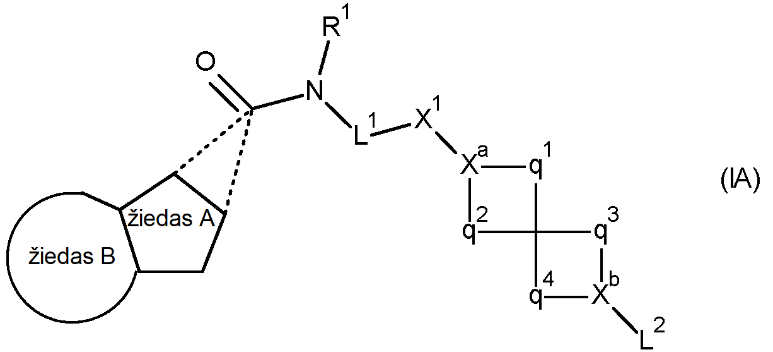 R1
O
N
L1
X1
Xa
q1
(IA)
žiedas A
q2
q3
žiedas B
q4
Xb
L2